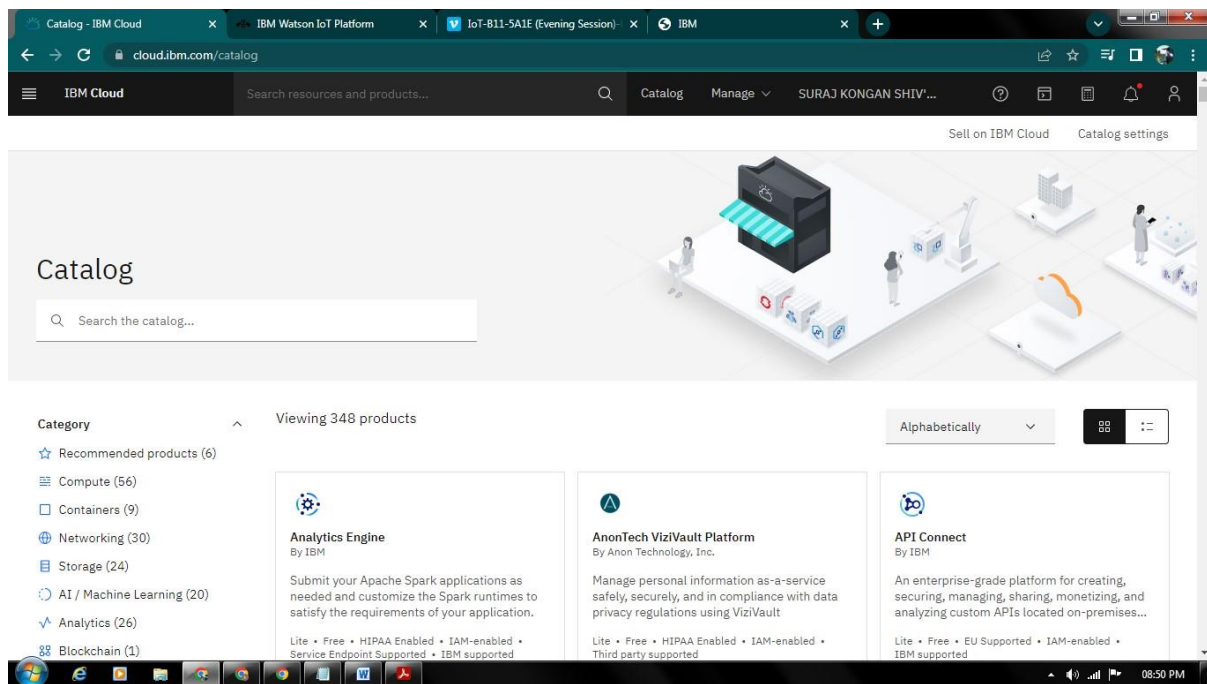 Catalog - IBM Cloud
IBM Watson IoT Platform
IoT-B11-5A1E (Evening Session)-
IBM
cloud.ibm.com/catalog
IBM Cloud
Search resources and products...
Catalog
Manage
SURAJ KONGAN SHIV'...
Sell on IBM Cloud
Catalog settings
Catalog
Search the catalog...
Category
Recommended products (6)
Compute (56)
Containers (9)
Networking (30)
Storage (24)
AI / Machine Learning (20)
Analytics (26)
Blockchain (1)
Viewing 348 products
Alphabetically
Analytics Engine
By IBM
Submit your Apache Spark applications as
needed and customize the Spark runtimes to
satisfy the requirements of your application.
Lite • Free • HIPAA Enabled • IAM-enabled •
Service Endpoint Supported • IBM supported
AnonTech ViziVault Platform
By Anon Technology, Inc.
Manage personal information as-a-service
safely, securely, and in compliance with data
privacy regulations using ViziVault
Lite • Free • HIPAA Enabled • IAM-enabled •
Third party supported
API Connect
By IBM
An enterprise-grade platform for creating,
securing, managing, sharing, monetizing, and
analyzing custom APIs located on-premises...
Lite • Free • EU Supported • IAM-enabled •
IBM supported
08:50 PM